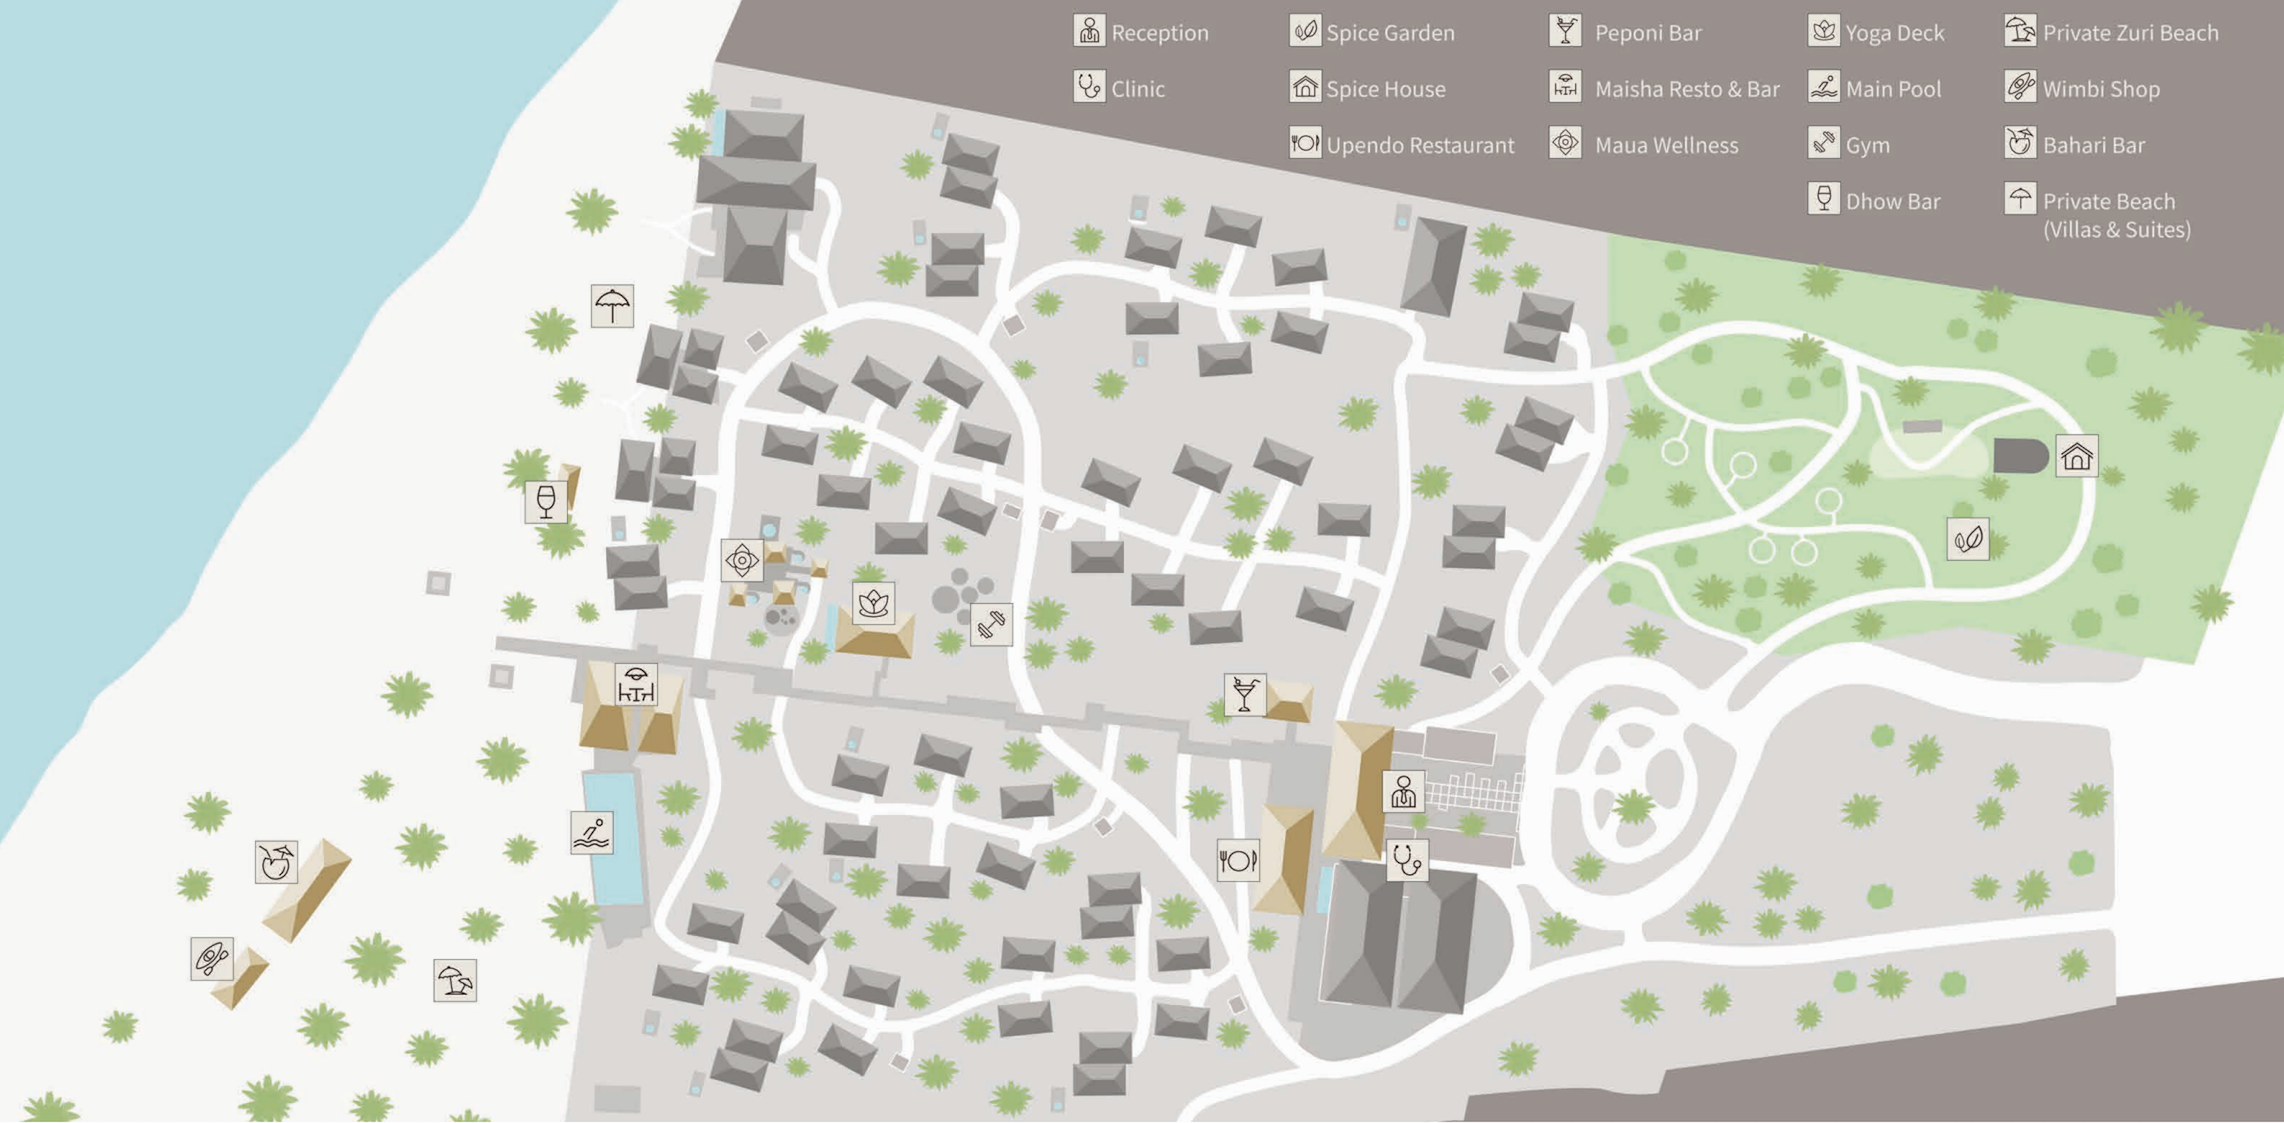 Reception
Clinic
Spice Garden
Spice House
Upendo Restaurant
Peponi Bar
Maisha Resto & Bar
Maua Wellness
Yoga Deck
Main Pool
Gym
Dhow Bar
Private Zuri Beach
Wimbi Shop
Bahari Bar
Private Beach
(Villas & Suites)